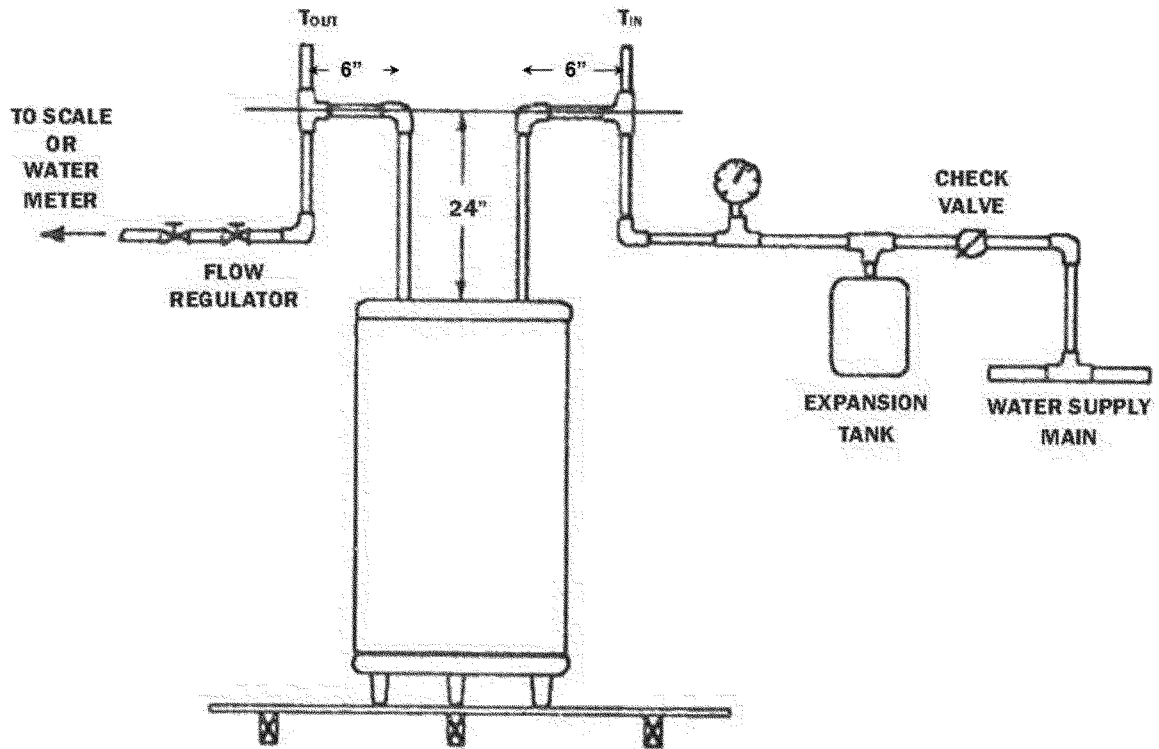 TOUT
TIN
6"
6"
TO SCALE
OR
WATER
METER
24"
CHECK
VALVE
FLOW
REGULATOR
EXPANSION
TANK
WATER SUPPLY
MAIN